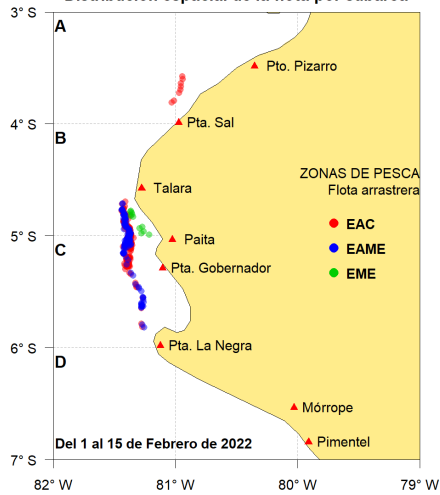 Distribución espacial de la flota por subárea
3° S
A
Pto. Pizarro
4° S
Pta. Sal
B
ZONAS DE PESCA
Flota arrastrera
Talara
EAC
5° S
Paita
EAME
C
Pta. Gobernador
EME
6° S
Pta. La Negra
D
Mórrope
Del 1 al 15 de Febrero de 2022
Pimentel
7° S
82° W
81° W
80° W
79° W